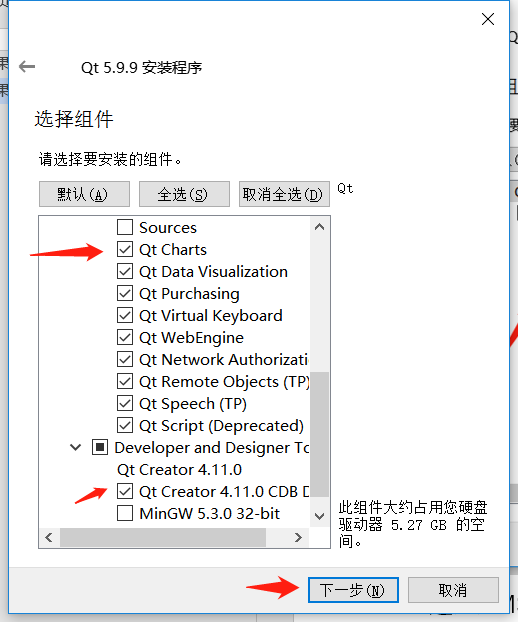 Qt 5.9.9 安装程序
选择组件
请选择要安装的组件。
默认(A)
全选(S)
取消全选(D)
Qt
Sources
Qt Charts
Qt Data Visualization
Qt Purchasing
Qt Virtual Keyboard
Qt WebEngine
Qt Network Authorizati
Qt Remote Objects (TP)
Qt Speech (TP)
Qt Script (Deprecated)
Developer and Designer To
Qt Creator 4.11.0
Qt Creator 4.11.0 CDB D
MinGW 5.3.0 32-bit
此组件大约占用您硬盘
驱动器 5.27 GB 的空
间。
下一步(N)
取消